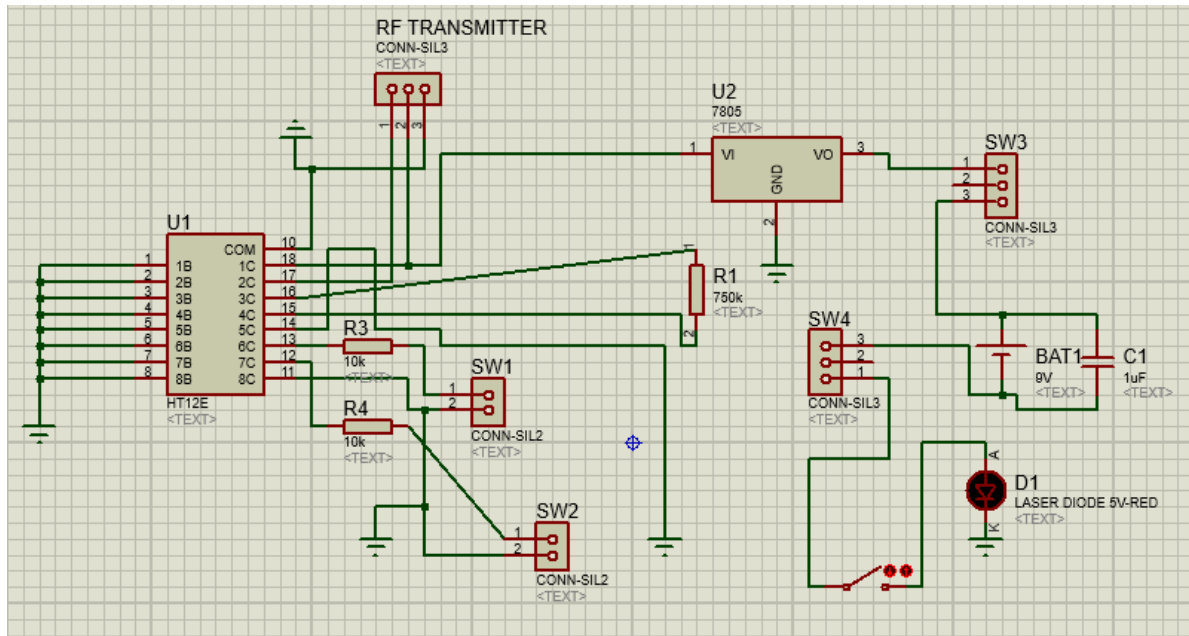 RF TRANSMITTER
CONN-SIL3
<TEXT>
1 2 3
U2
7805
<TEXT>
1 VI VO 3
GND
2
SW3
1
2
3
CONN-SIL3
<TEXT>
U1
COM 10
1 1B 1C 18
2 2B 2C 17
3 3B 3C 16
4 4B 4C 15
5 5B 5C 14
6 6B 6C 13
7 7B 7C 12
8 8B 8C 11
HT12E
<TEXT>
1
R1
750k
<TEXT>
2
R3
10k
<TEXT>
R4
10k
<TEXT>
SW1
1
2
CONN-SIL2
<TEXT>
SW2
1
2
CONN-SIL2
<TEXT>
SW4
3
2
1
CONN-SIL3
<TEXT>
BAT1
9V
<TEXT>
C1
1uF
<TEXT>
A
D1
LASER DIODE 5V-RED
<TEXT>
K